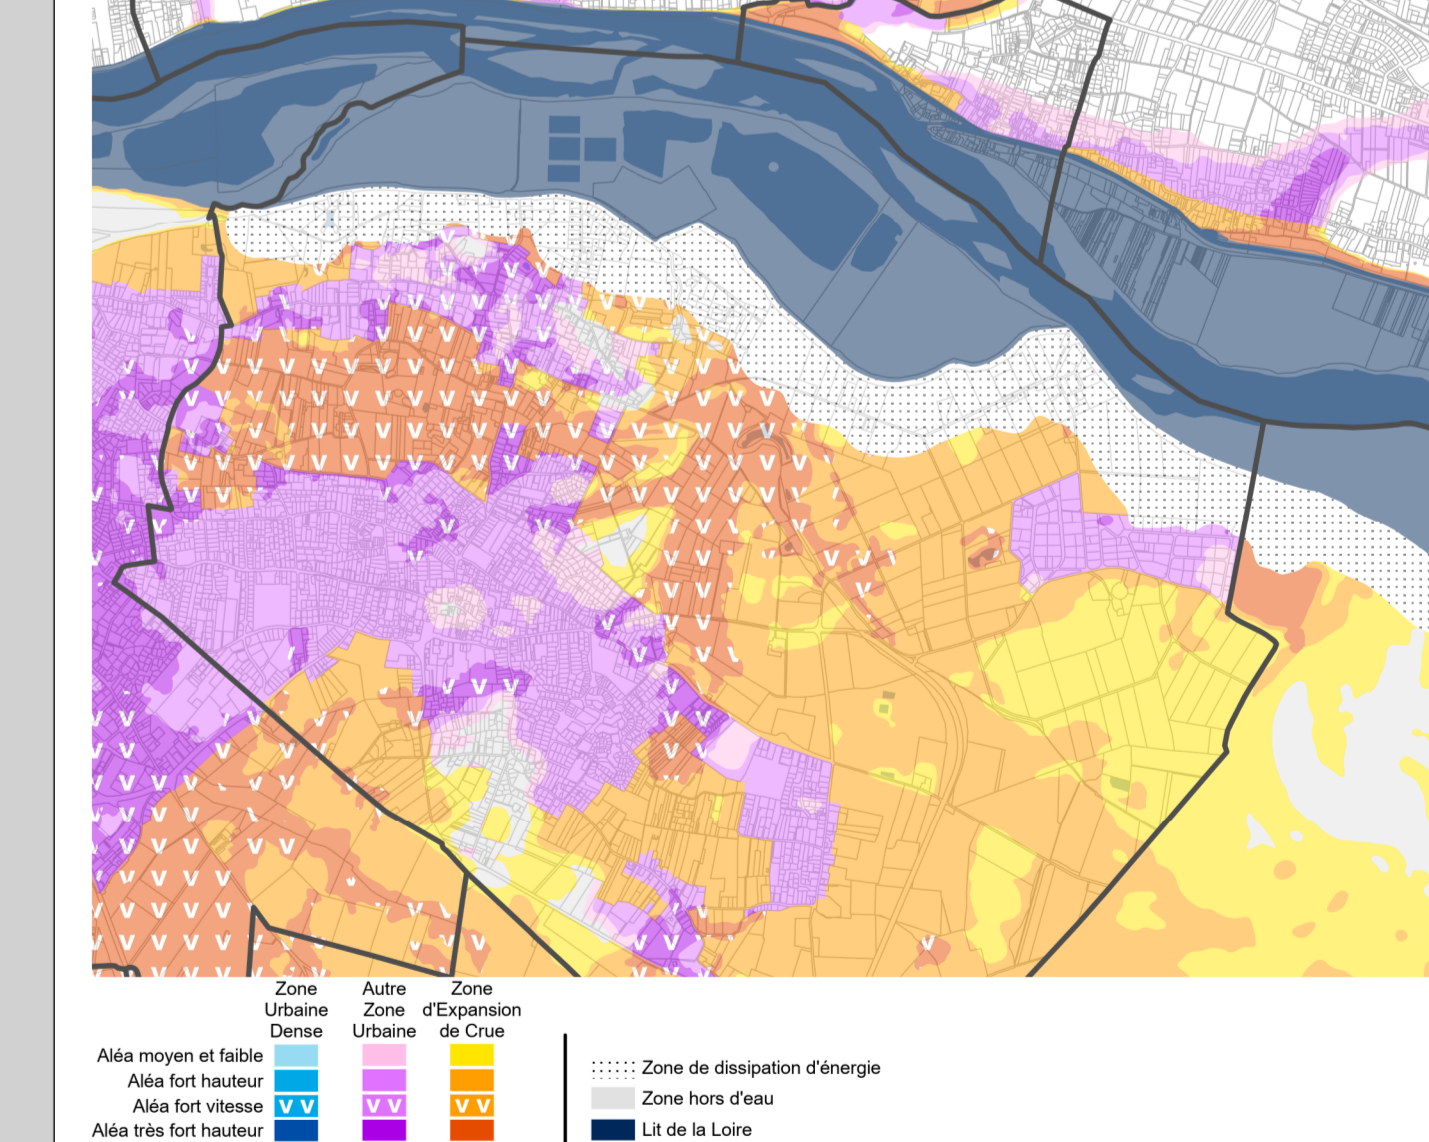 Zone
Urbaine
Dense
Autre
Zone
Urbaine
Zone
d'Expansion
de Crue
Aléa moyen et faible
Aléa fort hauteur
Aléa fort vitesse
V V
V V
V V
Aléa très fort hauteur
Zone de dissipation d'énergie
Zone hors d'eau
Lit de la Loire